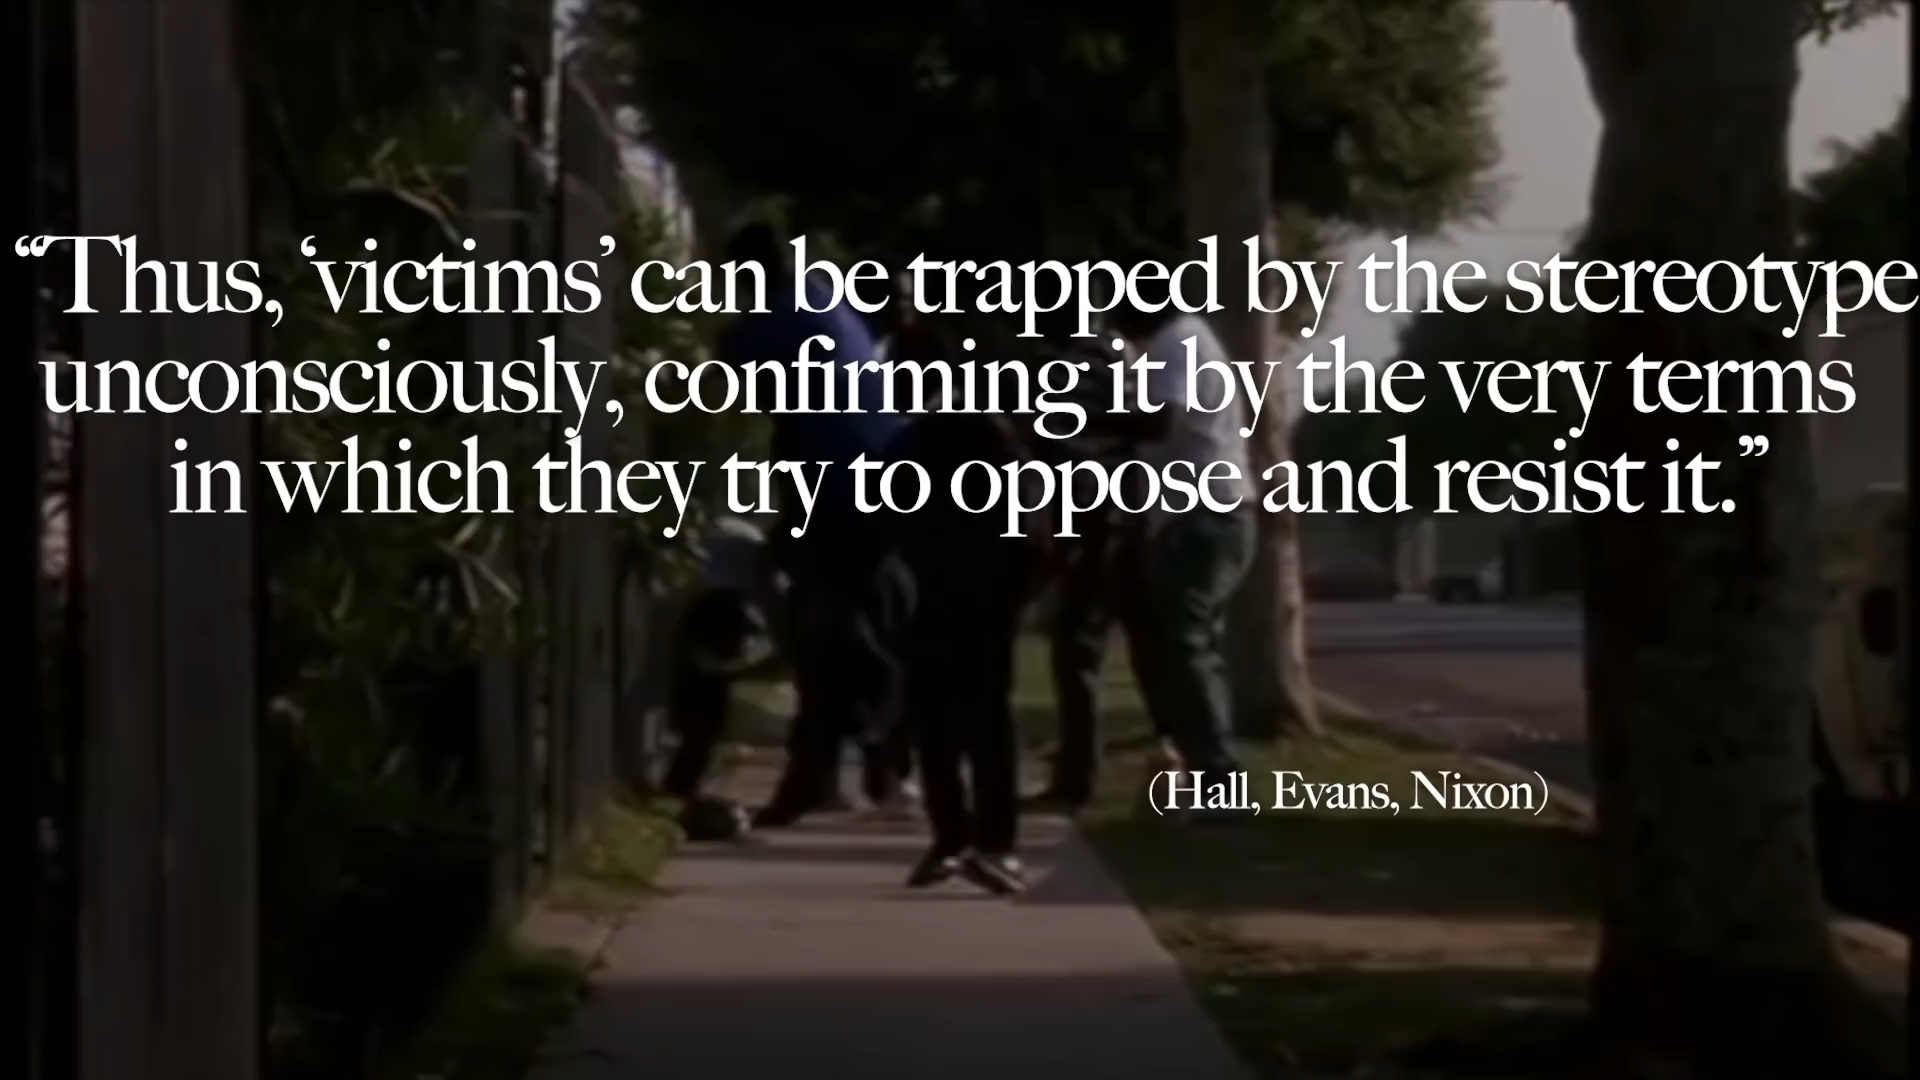 “Thus, ‘victims’ can be trapped by the stereotype
unconsciously, confirming it by the very terms
in which they try to oppose and resist it.”
(Hall, Evans, Nixon)